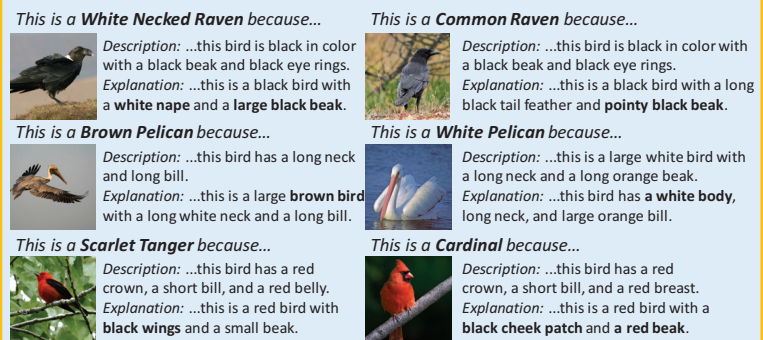 This is a White Necked Raven because...
Description: ...this bird is black in color
with a black beak and black eye rings.
Explanation: ...this is a black bird with
a white nape and a large black beak.
This is a Common Raven because...
Description: ...this bird is black in color with
a black beak and black eye rings.
Explanation: ...this is a black bird with a long
black tail feather and pointy black beak.
This is a Brown Pelican because...
Description: ...this bird has a long neck
and long bill.
Explanation: ...this is a large brown bird
with a long white neck and a long bill.
This is a White Pelican because...
Description: ...this is a large white bird with
a long neck and a long orange beak.
Explanation: ...this bird has a white body,
long neck, and large orange bill.
This is a Scarlet Tanger because...
Description: ...this bird has a red
crown, a short bill, and a red belly.
Explanation: ...this is a red bird with
black wings and a small beak.
This is a Cardinal because...
Description: ...this bird has a red
crown, a short bill, and a red breast.
Explanation: ...this is a red bird with a
black cheek patch and a red beak.